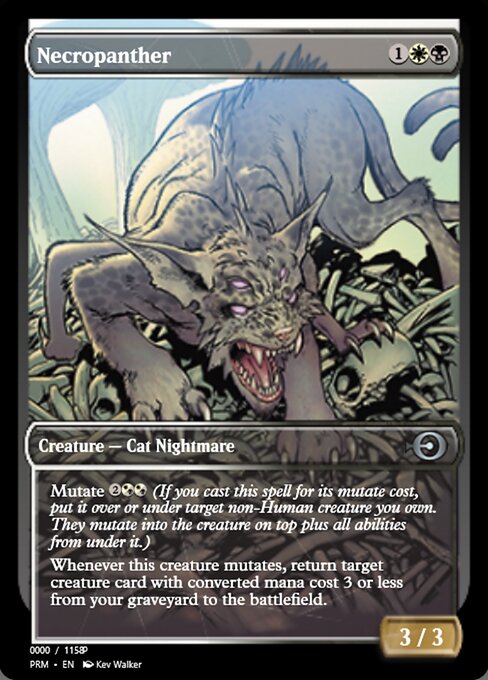 Necropanther 1
Creature — Cat Nightmare
Mutate 2 (If you cast this spell for its mutate cost,
put it over or under target non-Human creature you own.
They mutate into the creature on top plus all abilities
from under it.)
Whenever this creature mutates, return target
creature card with converted mana cost 3 or less
from your graveyard to the battlefield.
3 / 3
0000 / 1158P
PRM • EN Kev Walker